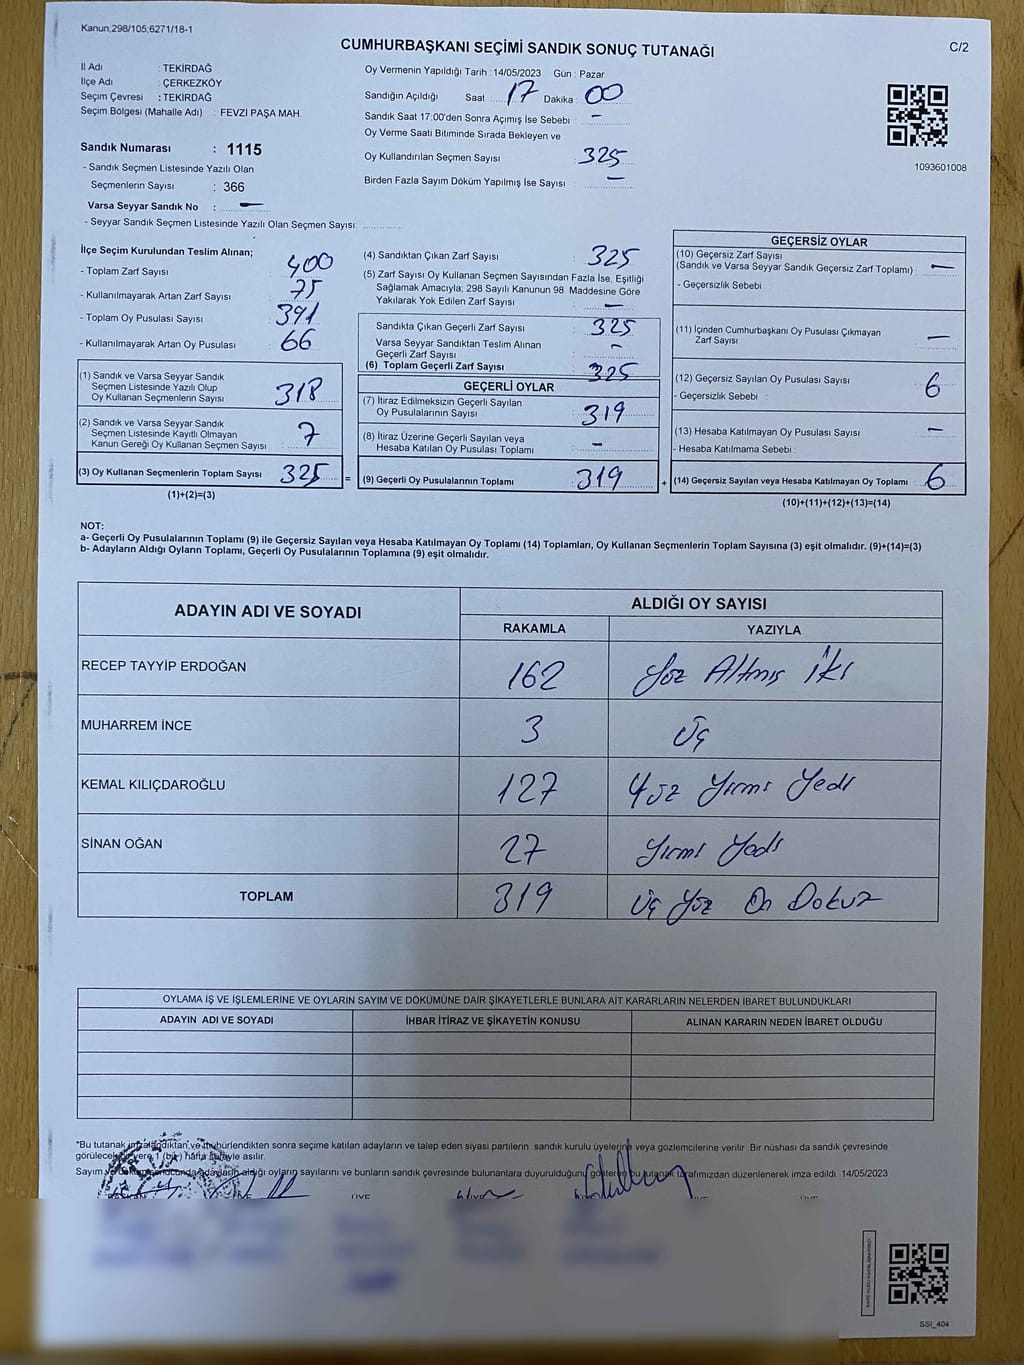 Kanun,298/105,6271/18-1
CUMHURBAŞKANI SEÇİMİ SANDIK SONUÇ TUTANAĞI
C/2
İl Adı : TEKİRDAĞ
İlçe Adı : ÇERKEZKÖY
Seçim Çevresi : TEKİRDAĞ
Seçim Bölgesi (Mahalle Adı) : FEVZI PAŞA MAH.
Sandık Numarası : 1115
- Sandık Seçmen Listesinde Yazılı Olan
Seçmenlerin Sayısı : 366
Varsa Seyyar Sandık No : –
- Seyyar Sandık Seçmen Listesinde Yazılı Olan Seçmen Sayısı:
Oy Vermenin Yapıldığı Tarih : 14/05/2023 Gün : Pazar
Sandığın Açıldığı Saat 17 Dakika 00
Sandık Saat 17:00'den Sonra Açımış İse Sebebi : –
Oy Verme Saati Bitiminde Sırada Bekleyen ve
Oy Kullandırılan Seçmen Sayısı 325
Birden Fazla Sayım Döküm Yapılmış İse Sayısı –
1093601008
İlçe Seçim Kurulundan Teslim Alınan;
- Toplam Zarf Sayısı 400
- Kullanılmayarak Artan Zarf Sayısı 75
- Toplam Oy Pusulası Sayısı 391
- Kullanılmayarak Artan Oy Pusulası 66
(1) Sandık ve Varsa Seyyar Sandık
Seçmen Listesinde Yazılı Olup
Oy Kullanan Seçmenlerin Sayısı 318
(2) Sandık ve Varsa Seyyar Sandık
Seçmen Listesinde Kayıtlı Olmayan
Kanun Gereği Oy Kullanan Seçmen Sayısı 7
(3) Oy Kullanan Seçmenlerin Toplam Sayısı 325 =
(1)+(2)=(3)
(4) Sandıktan Çıkan Zarf Sayısı 325
(5) Zarf Sayısı Oy Kullanan Seçmen Sayısından Fazla İse, Eşitliği
Sağlamak Amacıyla; 298 Sayılı Kanunun 98. Maddesine Göre
Yakılarak Yok Edilen Zarf Sayısı –
Sandıkta Çıkan Geçerli Zarf Sayısı : 325
Varsa Seyyar Sandıktan Teslim Alınan
Geçerli Zarf Sayısı –
(6) Toplam Geçerli Zarf Sayısı 325
GEÇERLİ OYLAR
(7) İtiraz Edilmeksizin Geçerli Sayılan
Oy Pusulalarının Sayısı : 319
(8) İtiraz Üzerine Geçerli Sayılan veya
Hesaba Katılan Oy Pusulası Toplamı –
(9) Geçerli Oy Pusulalarının Toplamı 319 +
GEÇERSİZ OYLAR
(10) Geçersiz Zarf Sayısı
(Sandık ve Varsa Seyyar Sandık Geçersiz Zarf Toplamı) : –
- Geçersizlik Sebebi
(11) İçinden Cumhurbaşkanı Oy Pusulası Çıkmayan
Zarf Sayısı –
(12) Geçersiz Sayılan Oy Pusulası Sayısı 6
- Geçersizlik Sebebi :
(13) Hesaba Katılmayan Oy Pusulası Sayısı –
- Hesaba Katılmama Sebebi :
(14) Geçersiz Sayılan veya Hesaba Katılmayan Oy Toplamı : 6
(10)+(11)+(12)+(13)=(14)
NOT:
a- Geçerli Oy Pusulalarının Toplamı (9) ile Geçersiz Sayılan veya Hesaba Katılmayan Oy Toplamı (14) Toplamları, Oy Kullanan Seçmenlerin Toplam Sayısına (3) eşit olmalıdır. (9)+(14)=(3)
b- Adayların Aldığı Oyların Toplamı, Geçerli Oy Pusulalarının Toplamına (9) eşit olmalıdır.
ADAYIN ADI VE SOYADI
ALDIĞI OY SAYISI
RAKAMLA YAZIYLA
RECEP TAYYİP ERDOĞAN 162 Yüz Altmış İki
MUHARREM İNCE 3 Üç
KEMAL KILIÇDAROĞLU 127 Yüz Yirmi Yedi
SİNAN OĞAN 27 Yirmi Yedi
TOPLAM 319 Üç Yüz On Dokuz
OYLAMA İŞ VE İŞLEMLERİNE VE OYLARIN SAYIM VE DÖKÜMÜNE DAİR ŞİKAYETLERLE BUNLARA AİT KARARLARIN NELERDEN İBARET BULUNDUKLARI
ADAYIN ADI VE SOYADI İHBAR İTİRAZ VE ŞİKAYETİN KONUSU ALINAN KARARIN NEDEN İBARET OLDUĞU
*Bu tutanak imzalandıktan ve mühürlendikten sonra seçime katılan adayların ve talep eden siyasi partilerin sandık kurulu üyelerine veya gözlemcilerine verilir. Bir nüshası da sandık çevresinde
görülecek bir yere 1 (bir) hafta süreyle asılır.
adayların aldığı oyların sayılarını ve bunların sandık çevresinde bulunanlara duyurulduğunu gösteren bu tutanak tarafımızdan düzenlenerek imza edildi. 14/05/2023
SSI_404